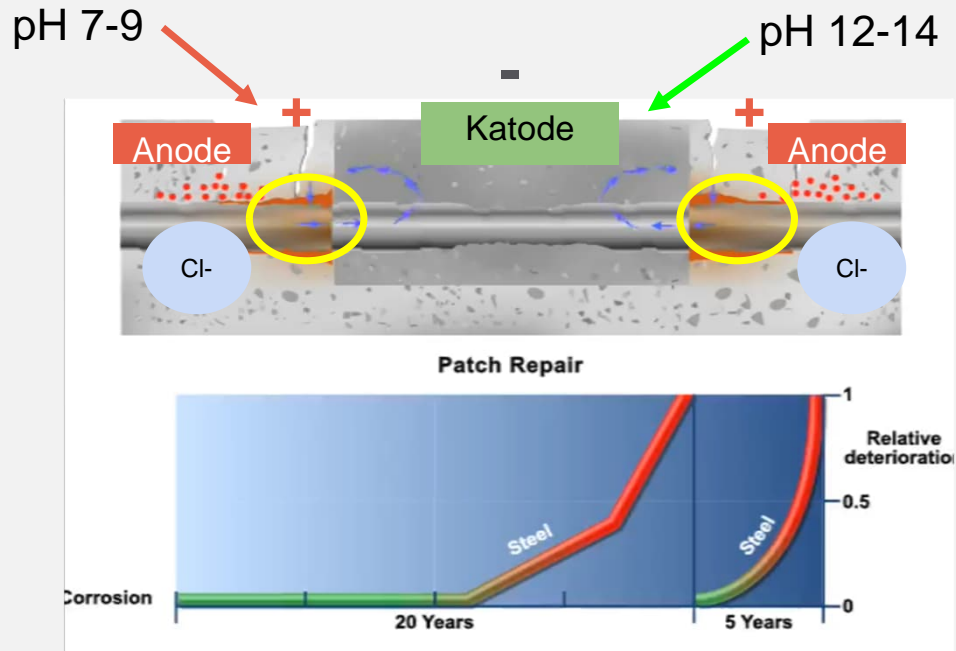 pH 7-9
pH 12-14
-
+
+
Anode
Katode
Anode
Cl-
Cl-
Patch Repair
1
Relative
deterioratio
0.5
Steel
Steel
Corrosion
0
20 Years
5 Years